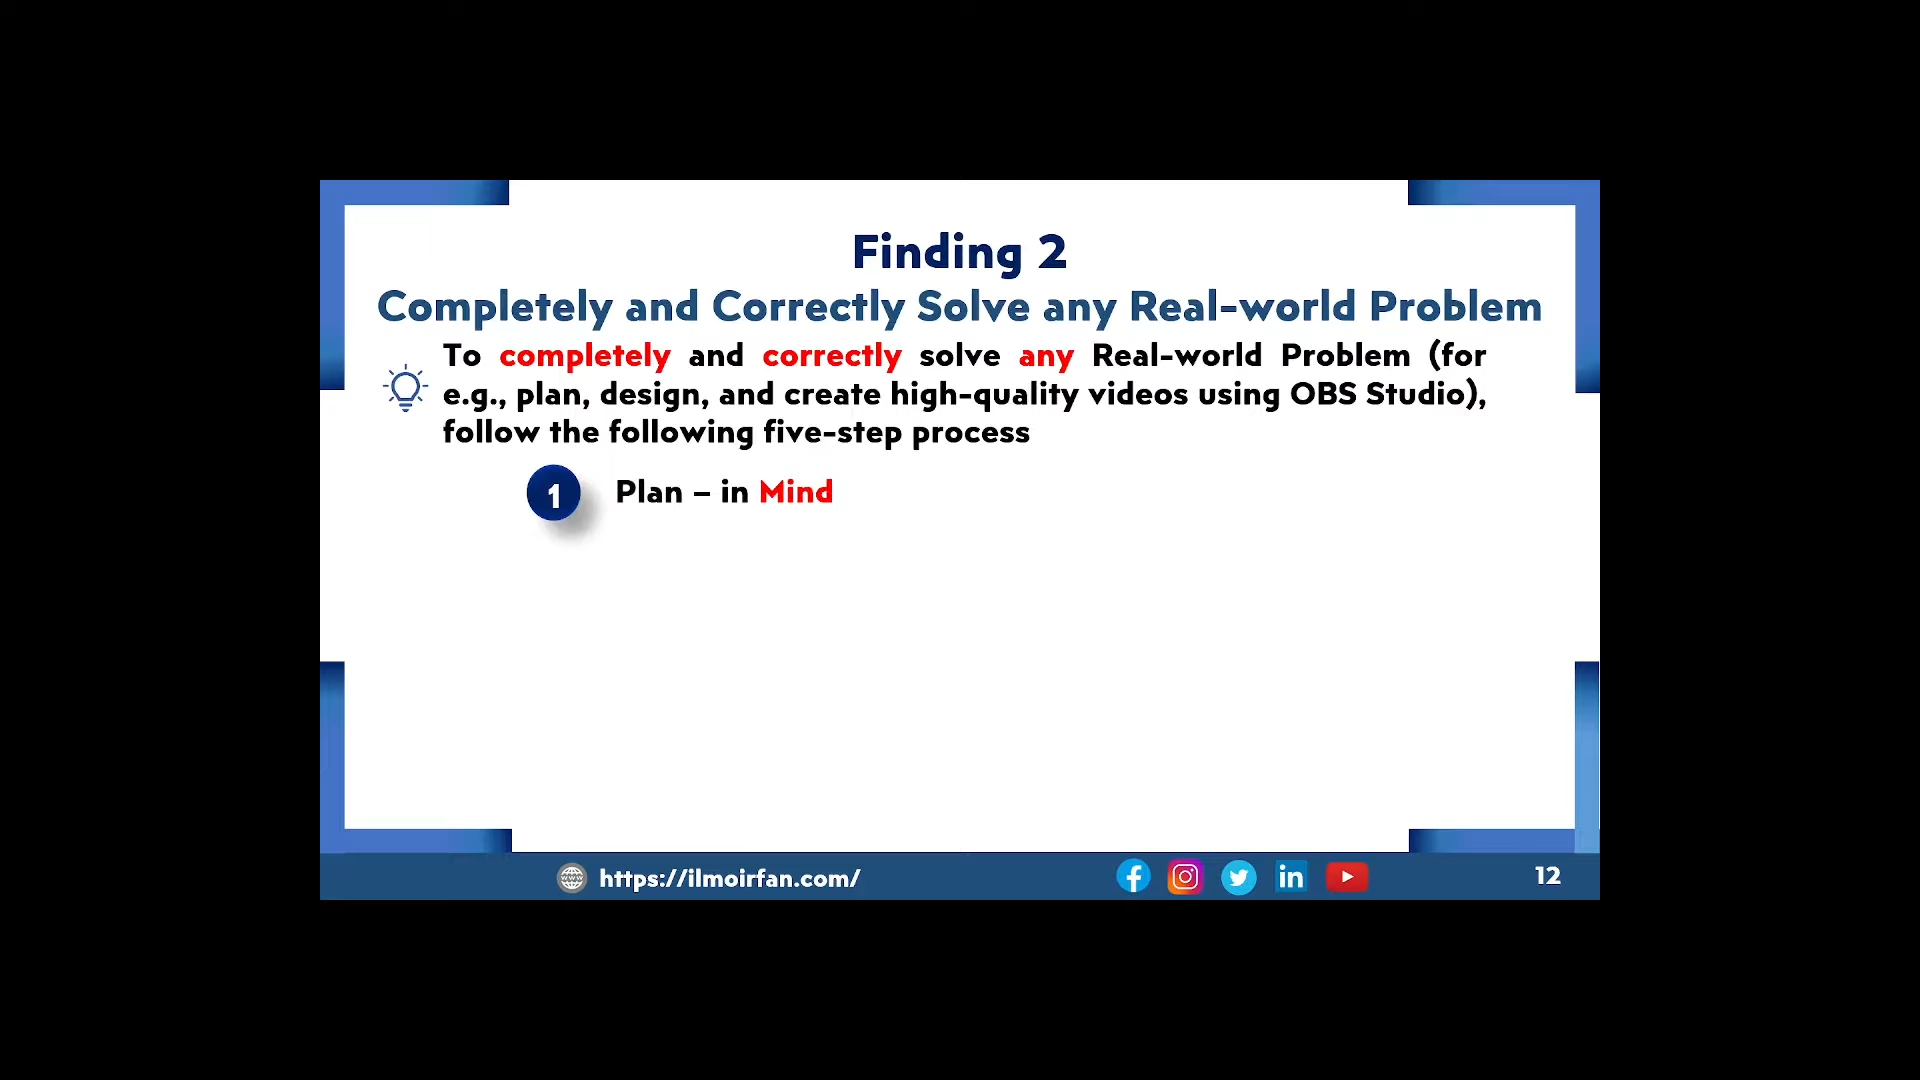 Finding 2
Completely and Correctly Solve any Real-world Problem
To completely and correctly solve any Real-world Problem (for
e.g., plan, design, and create high-quality videos using OBS Studio),
follow the following five-step process
1 Plan – in Mind
https://ilmoirfan.com/ 12